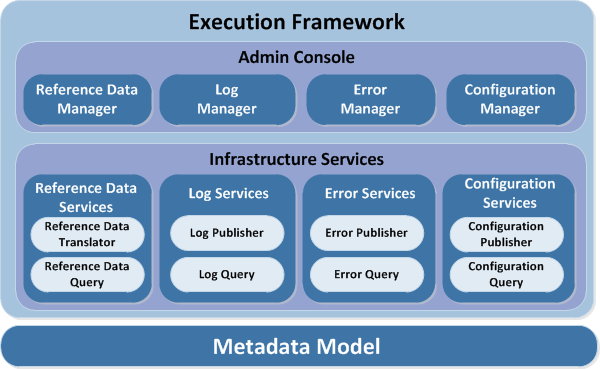 Execution Framework
Admin Console
Reference Data
Manager
Log
Manager
Error
Manager
Configuration
Manager
Infrastructure Services
Reference Data
Services
Reference Data
Translator
Reference Data
Query
Log Services
Log Publisher
Log Query
Error Services
Error Publisher
Error Query
Configuration
Services
Configuration
Publisher
Configuration
Query
Metadata Model